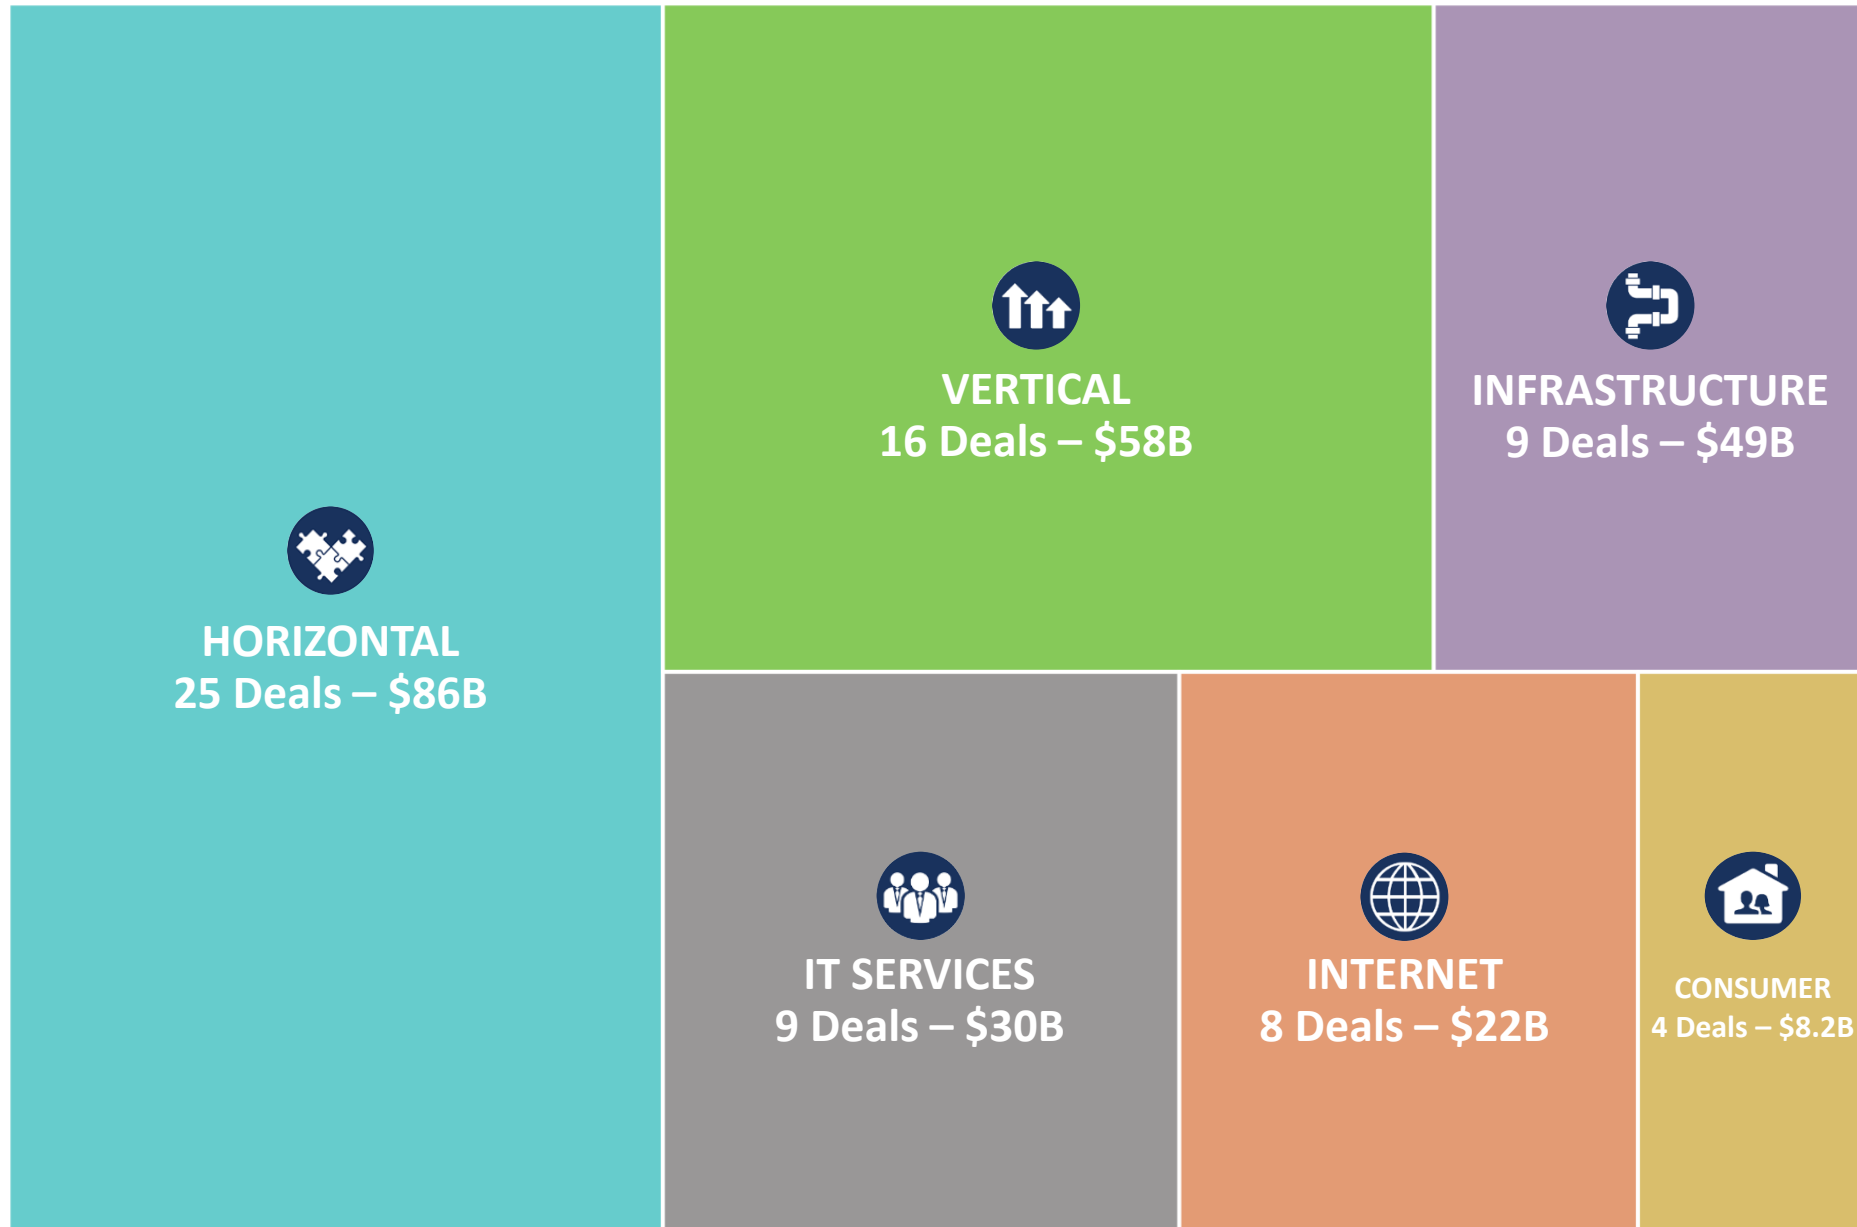 HORIZONTAL
25 Deals – $86B
VERTICAL
16 Deals – $58B
INFRASTRUCTURE
9 Deals – $49B
IT SERVICES
9 Deals – $30B
INTERNET
8 Deals – $22B
CONSUMER
4 Deals – $8.2B